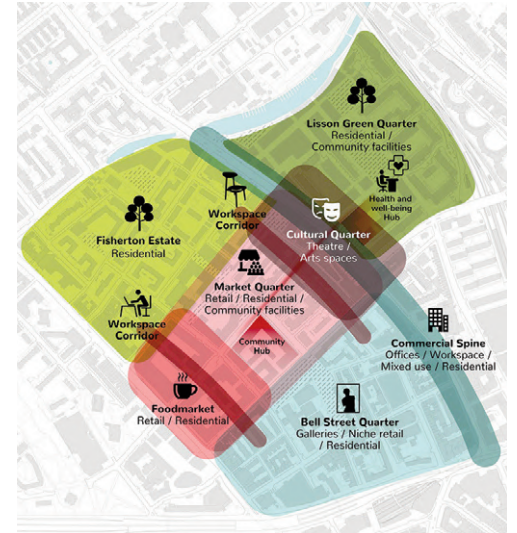 Lisson Green Quarter
Residential /
Community facilities
Health and
well-being
Hub
Workspace
Corridor
Cultural Quarter
Theatre /
Arts spaces
Fisherton Estate
Residential
Market Quarter
Retail / Residential /
Community facilities
Workspace
Corridor
Community
Hub
Commercial Spine
Offices / Workspace /
Mixed use / Residential
Foodmarket
Retail / Residential
Bell Street Quarter
Galleries / Niche retail
/ Residential